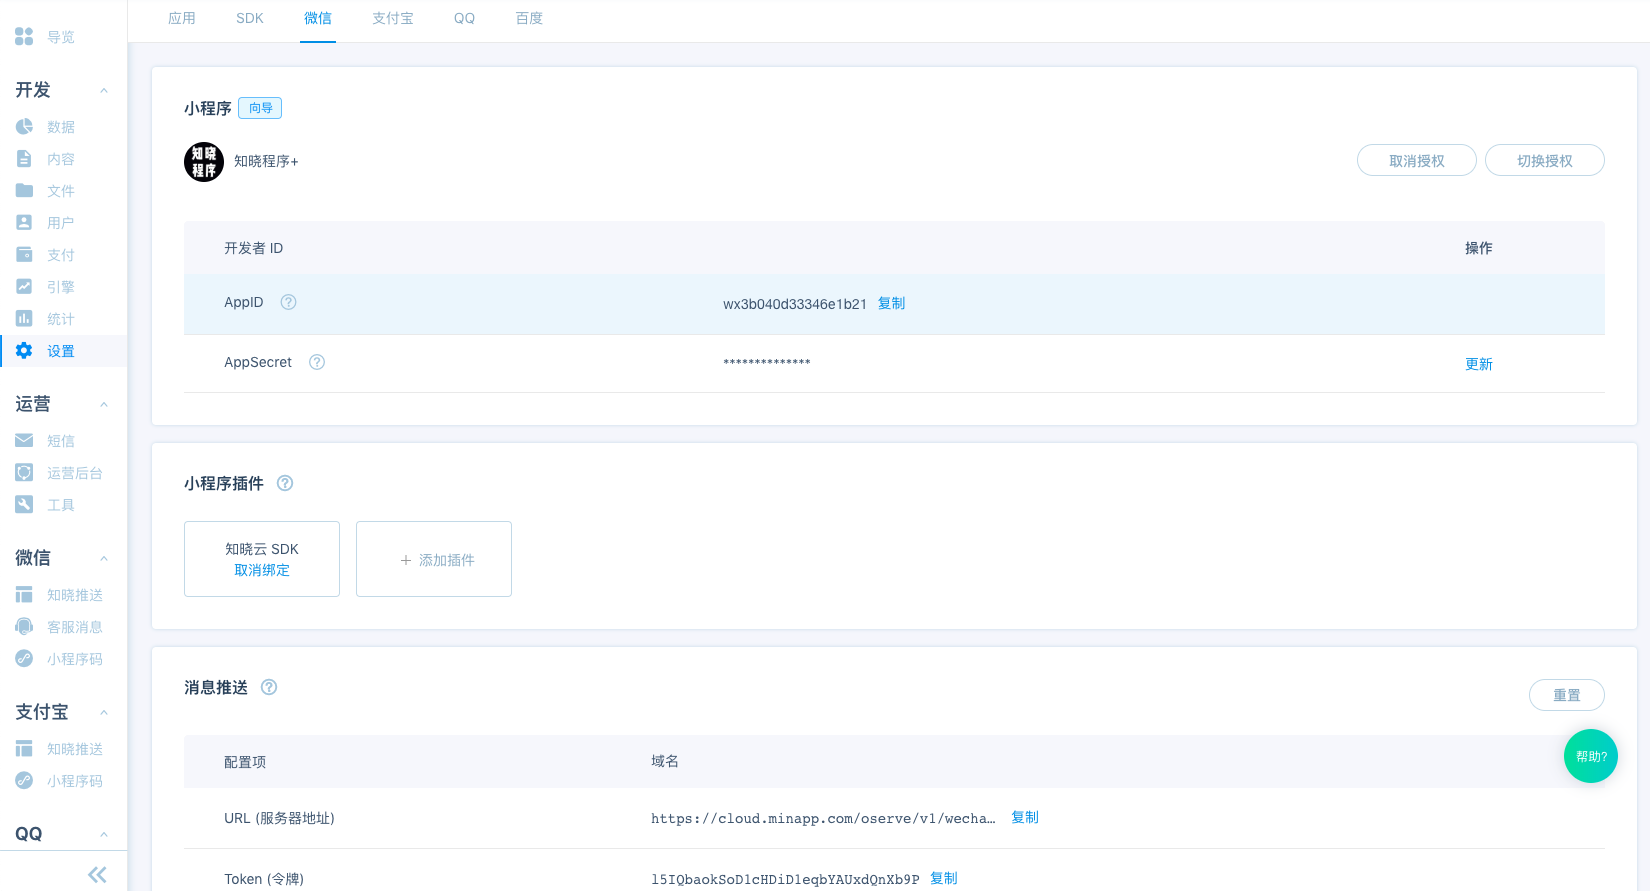 应用 SDK 微信 支付宝 QQ 百度
导览
开发
数据
内容
文件
用户
支付
引擎
统计
设置
运营
短信
运营后台
工具
微信
知晓推送
客服消息
小程序码
支付宝
知晓推送
小程序码
QQ
小程序 向导
知晓程序
知晓程序+
取消授权 切换授权
开发者 ID 操作
AppID ? wx3b040d33346e1b21 复制
AppSecret ? ************** 更新
小程序插件 ?
知晓云 SDK
取消绑定
+ 添加插件
消息推送 ?
重置
配置项 域名
帮助?
URL (服务器地址) https://cloud.minapp.com/oserve/v1/wecha… 复制
Token (令牌) l5IQbaokSoDlcHDiDleqbYAUxdQnXb9P 复制